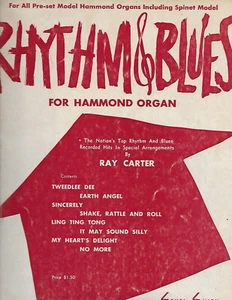 For All Pre-set Model Hammond Organs Including Spinet Model
RHYTHM & BLUES
FOR HAMMOND ORGAN
• The Nation's Top Rhythm And Blues
Recorded Hits In Special Arrangements
By
RAY CARTER
Contents
TWEEDLEE DEE
EARTH ANGEL
SINCERELY
SHAKE, RATTLE AND ROLL
LING TING TONG
IT MAY SOUND SILLY
MY HEART'S DELIGHT
NO MORE
Price $1.50